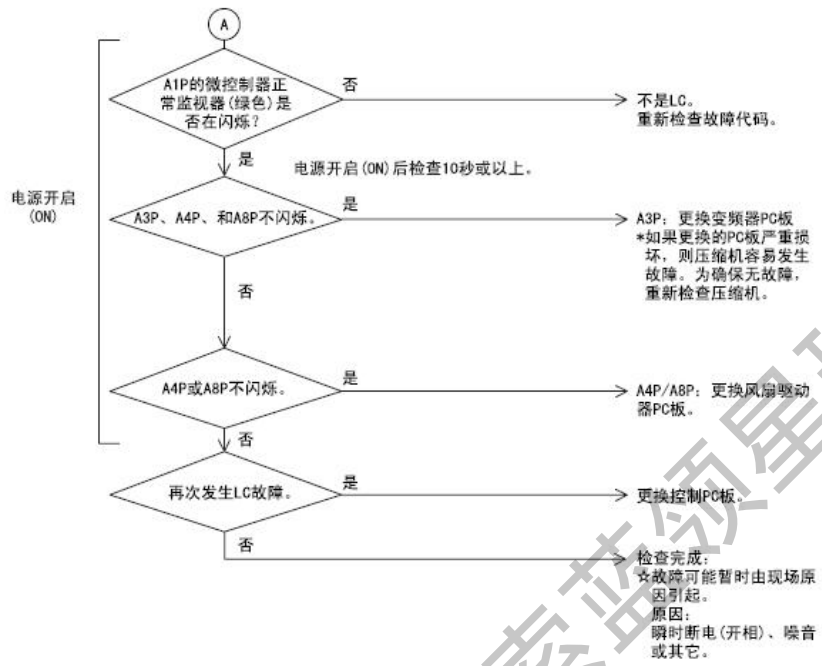 A
A1P的微控制器正
常监视器(绿色)是
否在闪烁?
否
不是LC。
重新检查故障代码。
是
电源开启(ON)后检查10秒或以上。
电源开启
(ON)
A3P、A4P、和A8P不闪烁。
是
A3P: 更换变频器PC板
*如果更换的PC板严重损
坏，则压缩机容易发生
故障。为确保无故障，
重新检查压缩机。
否
A4P或A8P不闪烁。
是
A4P/A8P: 更换风扇驱动
器PC板。
否
再次发生LC故障。
是
更换控制PC板。
否
检查完成:
☆故障可能暂时由现场原
因引起。
原因:
瞬时断电(开相)、噪音
或其它。
索蓝领星